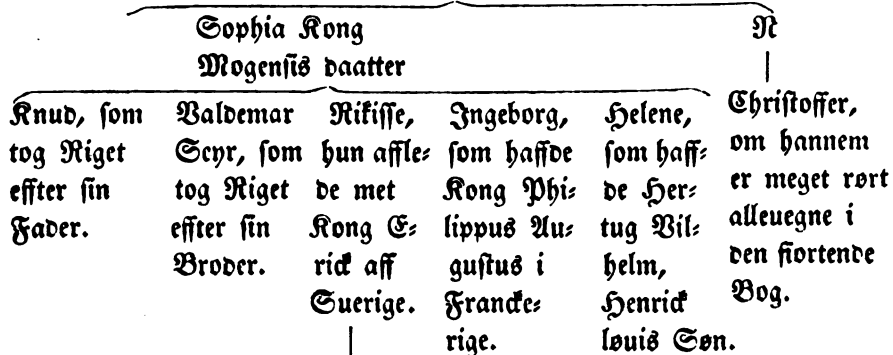 Sophia Kong
Mogensis daatter
N
Knud, som
tog Riget
effter sin
Fader.
Valdemar
Scyr, som
tog Riget
effter sin
Broder.
Rikisse,
hun affle⸗
de met
Kong E⸗
rick aff
Suerige.
Ingeborg,
som haffde
Kong Phi⸗
lippus Au⸗
gustus i
Francke⸗
rige.
Helene,
som haff⸗
de Her⸗
tug Vil⸗
helm,
Henrick
løuis Søn.
Christoffer,
om hannem
er meget rørt
alleuegne i
den fiortende
Bog.